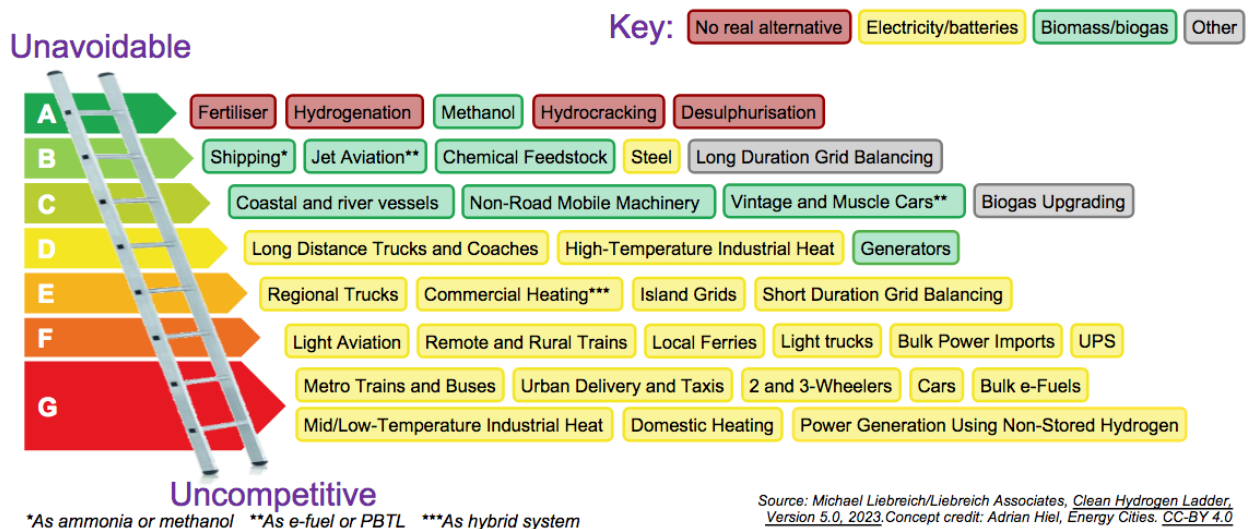 Key: No real alternative Electricity/batteries Biomass/biogas Other
Unavoidable
A Fertiliser Hydrogenation Methanol Hydrocracking Desulphurisation
B Shipping* Jet Aviation** Chemical Feedstock Steel Long Duration Grid Balancing
C Coastal and river vessels Non-Road Mobile Machinery Vintage and Muscle Cars** Biogas Upgrading
D Long Distance Trucks and Coaches High-Temperature Industrial Heat Generators
E Regional Trucks Commercial Heating*** Island Grids Short Duration Grid Balancing
F Light Aviation Remote and Rural Trains Local Ferries Light trucks Bulk Power Imports UPS
G Metro Trains and Buses Urban Delivery and Taxis 2 and 3-Wheelers Cars Bulk e-Fuels
Mid/Low-Temperature Industrial Heat Domestic Heating Power Generation Using Non-Stored Hydrogen
Uncompetitive
*As ammonia or methanol **As e-fuel or PBTL ***As hybrid system
Source: Michael Liebreich/Liebreich Associates, Clean Hydrogen Ladder,
Version 5.0, 2023.Concept credit: Adrian Hiel, Energy Cities. CC-BY 4.0